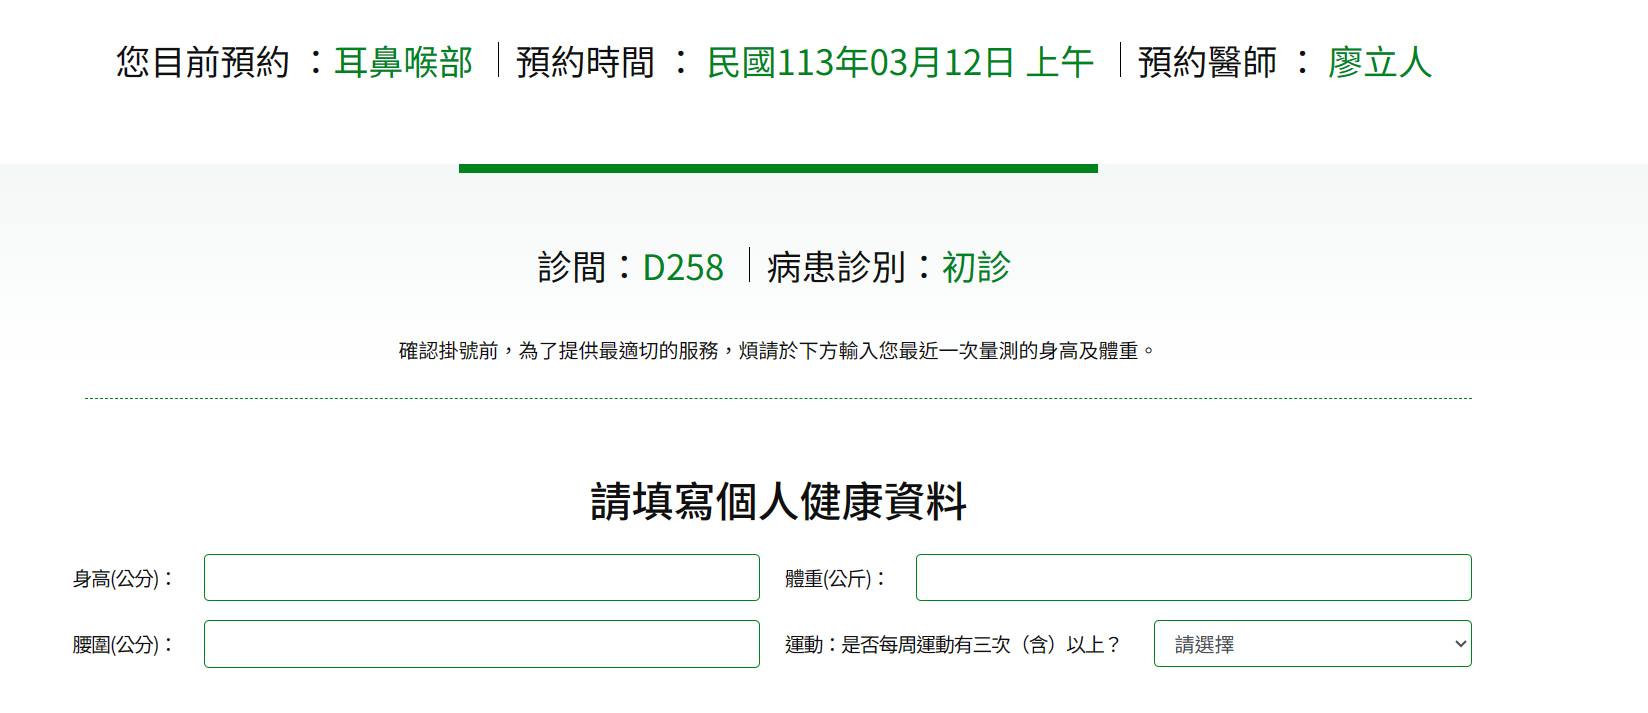 您目前預約 ：耳鼻喉部 ｜預約時間 ： 民國113年03月12日 上午 ｜預約醫師 ： 廖立人
診間：D258 ｜病患診別：初診
確認掛號前，為了提供最適切的服務，煩請於下方輸入您最近一次量測的身高及體重。
請填寫個人健康資料
身高(公分)： 體重(公斤)：
腰圍(公分)： 運動：是否每周運動有三次（含）以上？ 請選擇